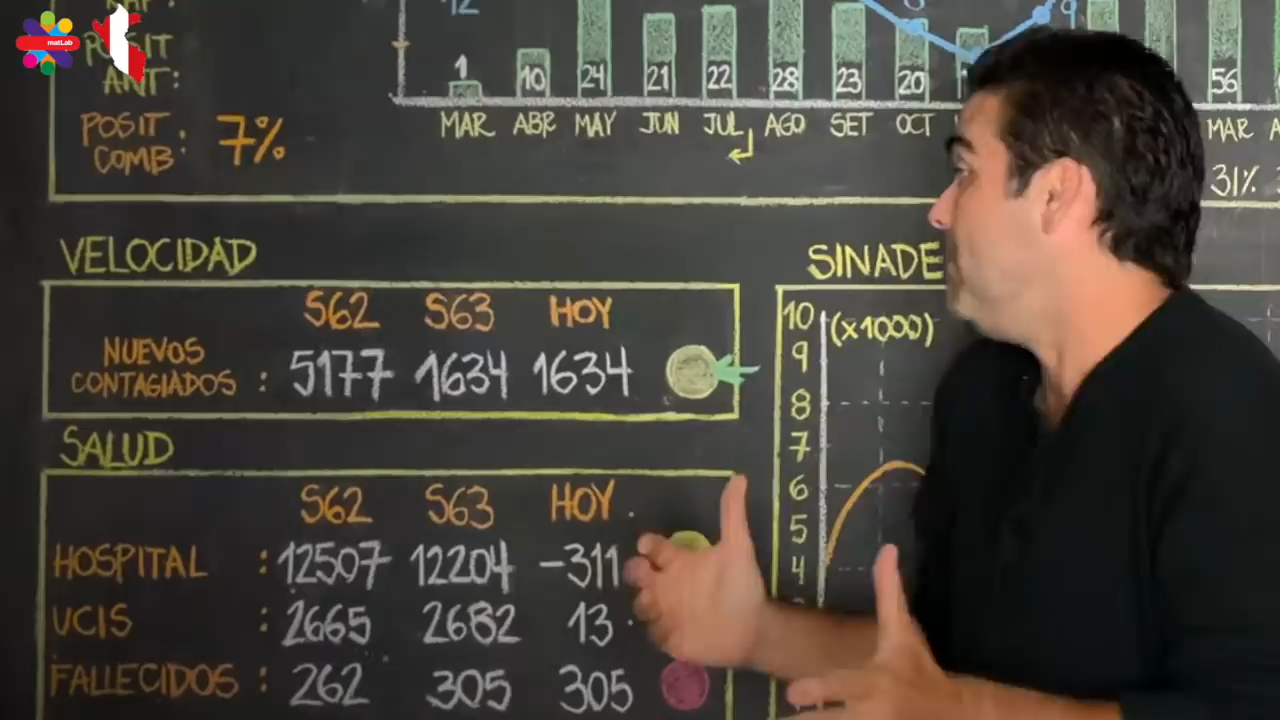 matLab
12
9
POSIT
ANT:
1 10 24 21 22 28 23 20 56
MAR ABR MAY JUN JUL AGO SET OCT MAR
POSIT
COMB: 7%
31%
VELOCIDAD
S62 S63 HOY
NUEVOS
CONTAGIADOS : 5177 1634 1634
SALUD
S62 S63 HOY
HOSPITAL : 12507 12204 -311
UCIS : 2665 2682 13
FALLECIDOS : 262 305 305
SINADE
10 (x1000)
9
8
7
6
5
4